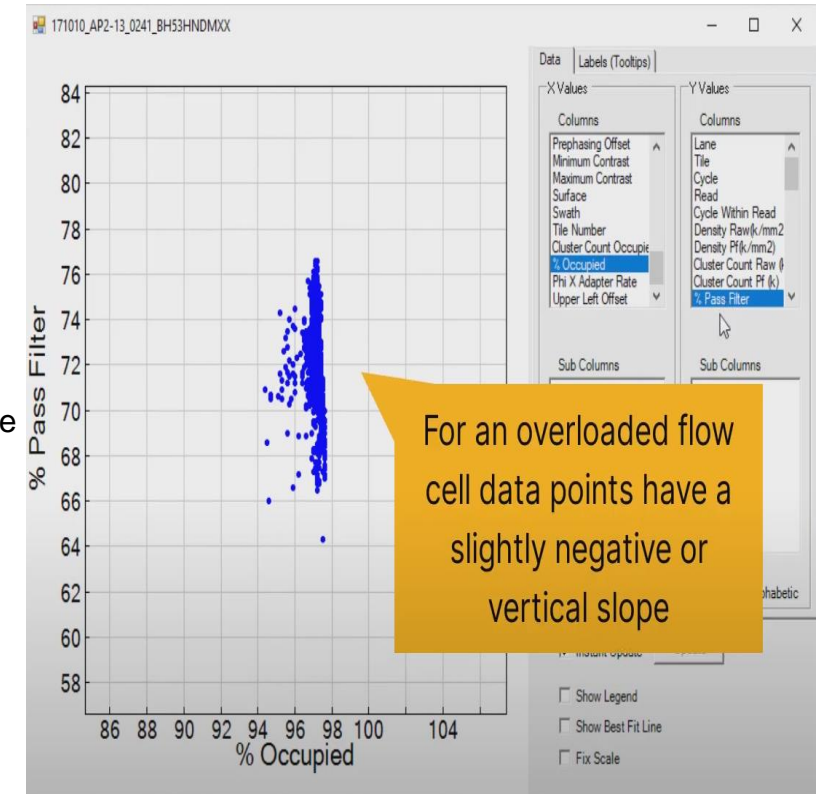 171010_AP2-13_0241_BH53HNDMXX
Data Labels (Tooltips)
X Values
Columns
Prephasing Offset
Minimum Contrast
Maximum Contrast
Surface
Swath
Tile Number
Cluster Count Occupie
% Occupied
Phi X Adapter Rate
Upper Left Offset
Sub Columns
Y Values
Columns
Lane
Tile
Cycle
Read
Cycle Within Read
Density Raw(k/mm2
Density Pf(k/mm2)
Cluster Count Raw (k
Cluster Count Pf (k)
% Pass Filter
Sub Columns
84
82
80
78
76
74
72
70
68
66
64
62
60
58
% Pass Filter
e
86 88 90 92 94 96 98 100 104
% Occupied
For an overloaded flow
cell data points have a
slightly negative or
vertical slope
phabetic
Instant Update
Show Legend
Show Best Fit Line
Fix Scale